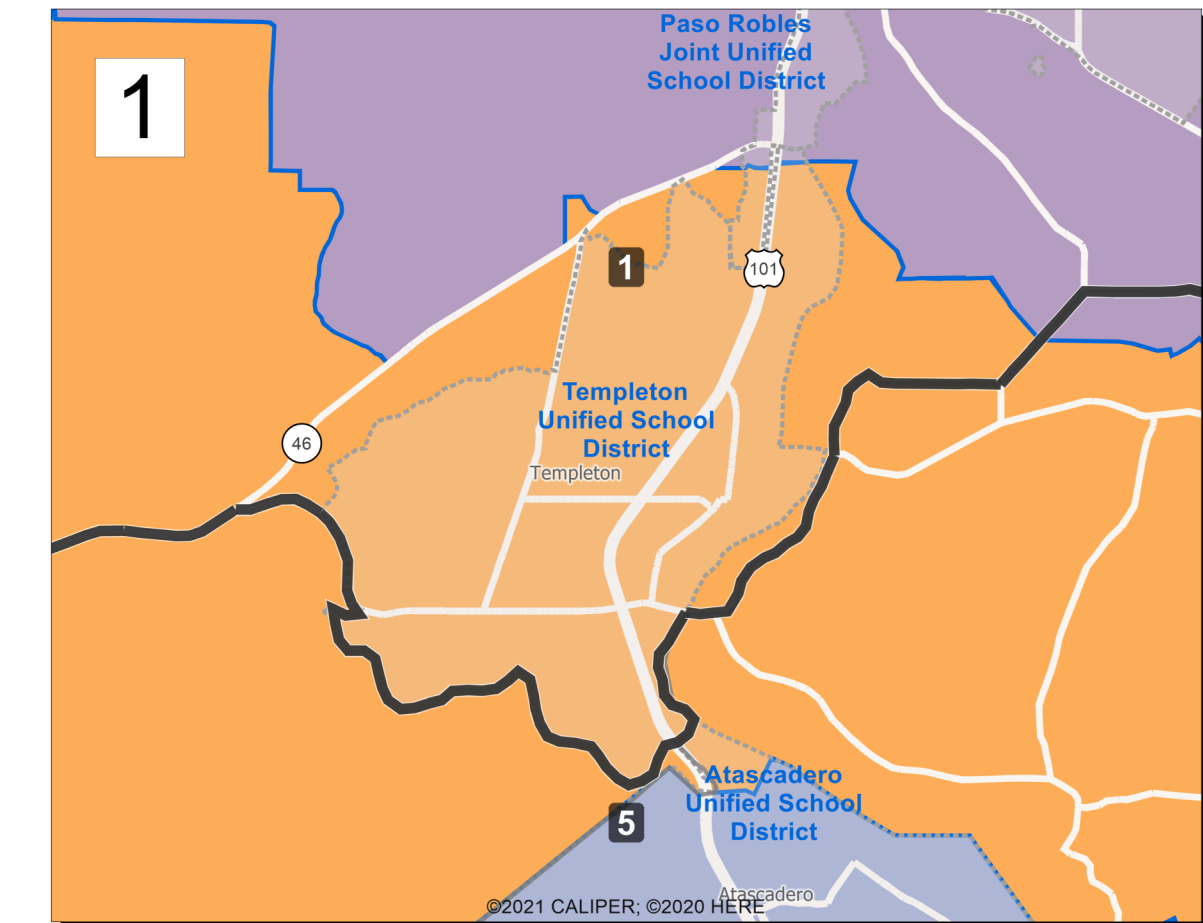 Paso Robles
Joint Unified
School District
1
1
101
Templeton
Unified School
District
46
Templeton
Atascadero
Unified School
District
5
Atascadero
©2021 CALIPER; ©2020 HERE